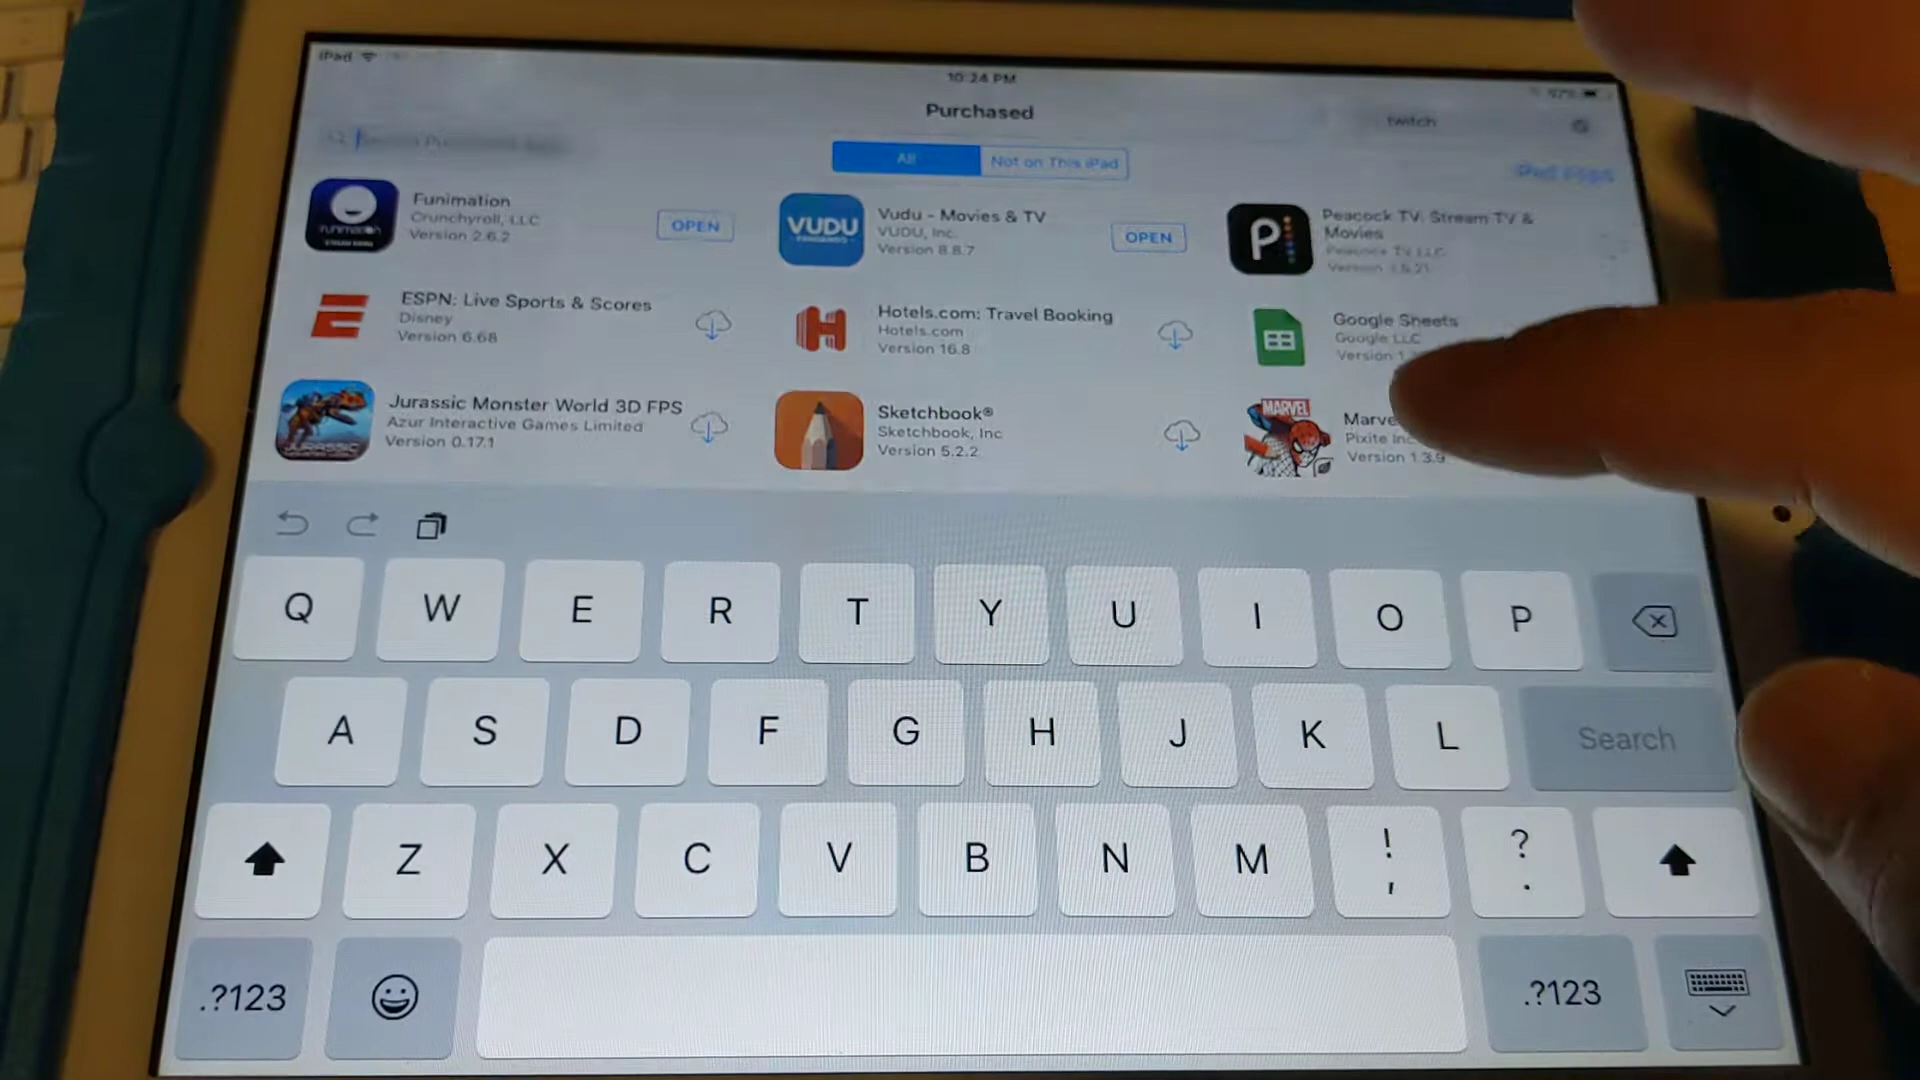 iPad
10:24 PM
97%
Purchased
twitch
Search Purchased Apps
All
Not on This iPad
iPad Apps
Funimation
Crunchyroll, LLC
Version 2.6.2
OPEN
VUDU
Vudu - Movies & TV
VUDU, Inc.
Version 8.8.7
OPEN
Peacock TV: Stream TV &
Movies
Peacock TV LLC
ESPN: Live Sports & Scores
Disney
Version 6.68
Hotels.com: Travel Booking
Hotels.com
Version 16.8
Google Sheets
Google LLC
Version 1.
Jurassic Monster World 3D FPS
Azur Interactive Games Limited
Version 0.17.1
Sketchbook®
Sketchbook, Inc
Version 5.2.2
MARVEL
Marve
Pixite Inc
Version 1.3.9
Q W E R T Y U I O P
A S D F G H J K L Search
Z X C V B N M ! , ? .
.?123 .?123